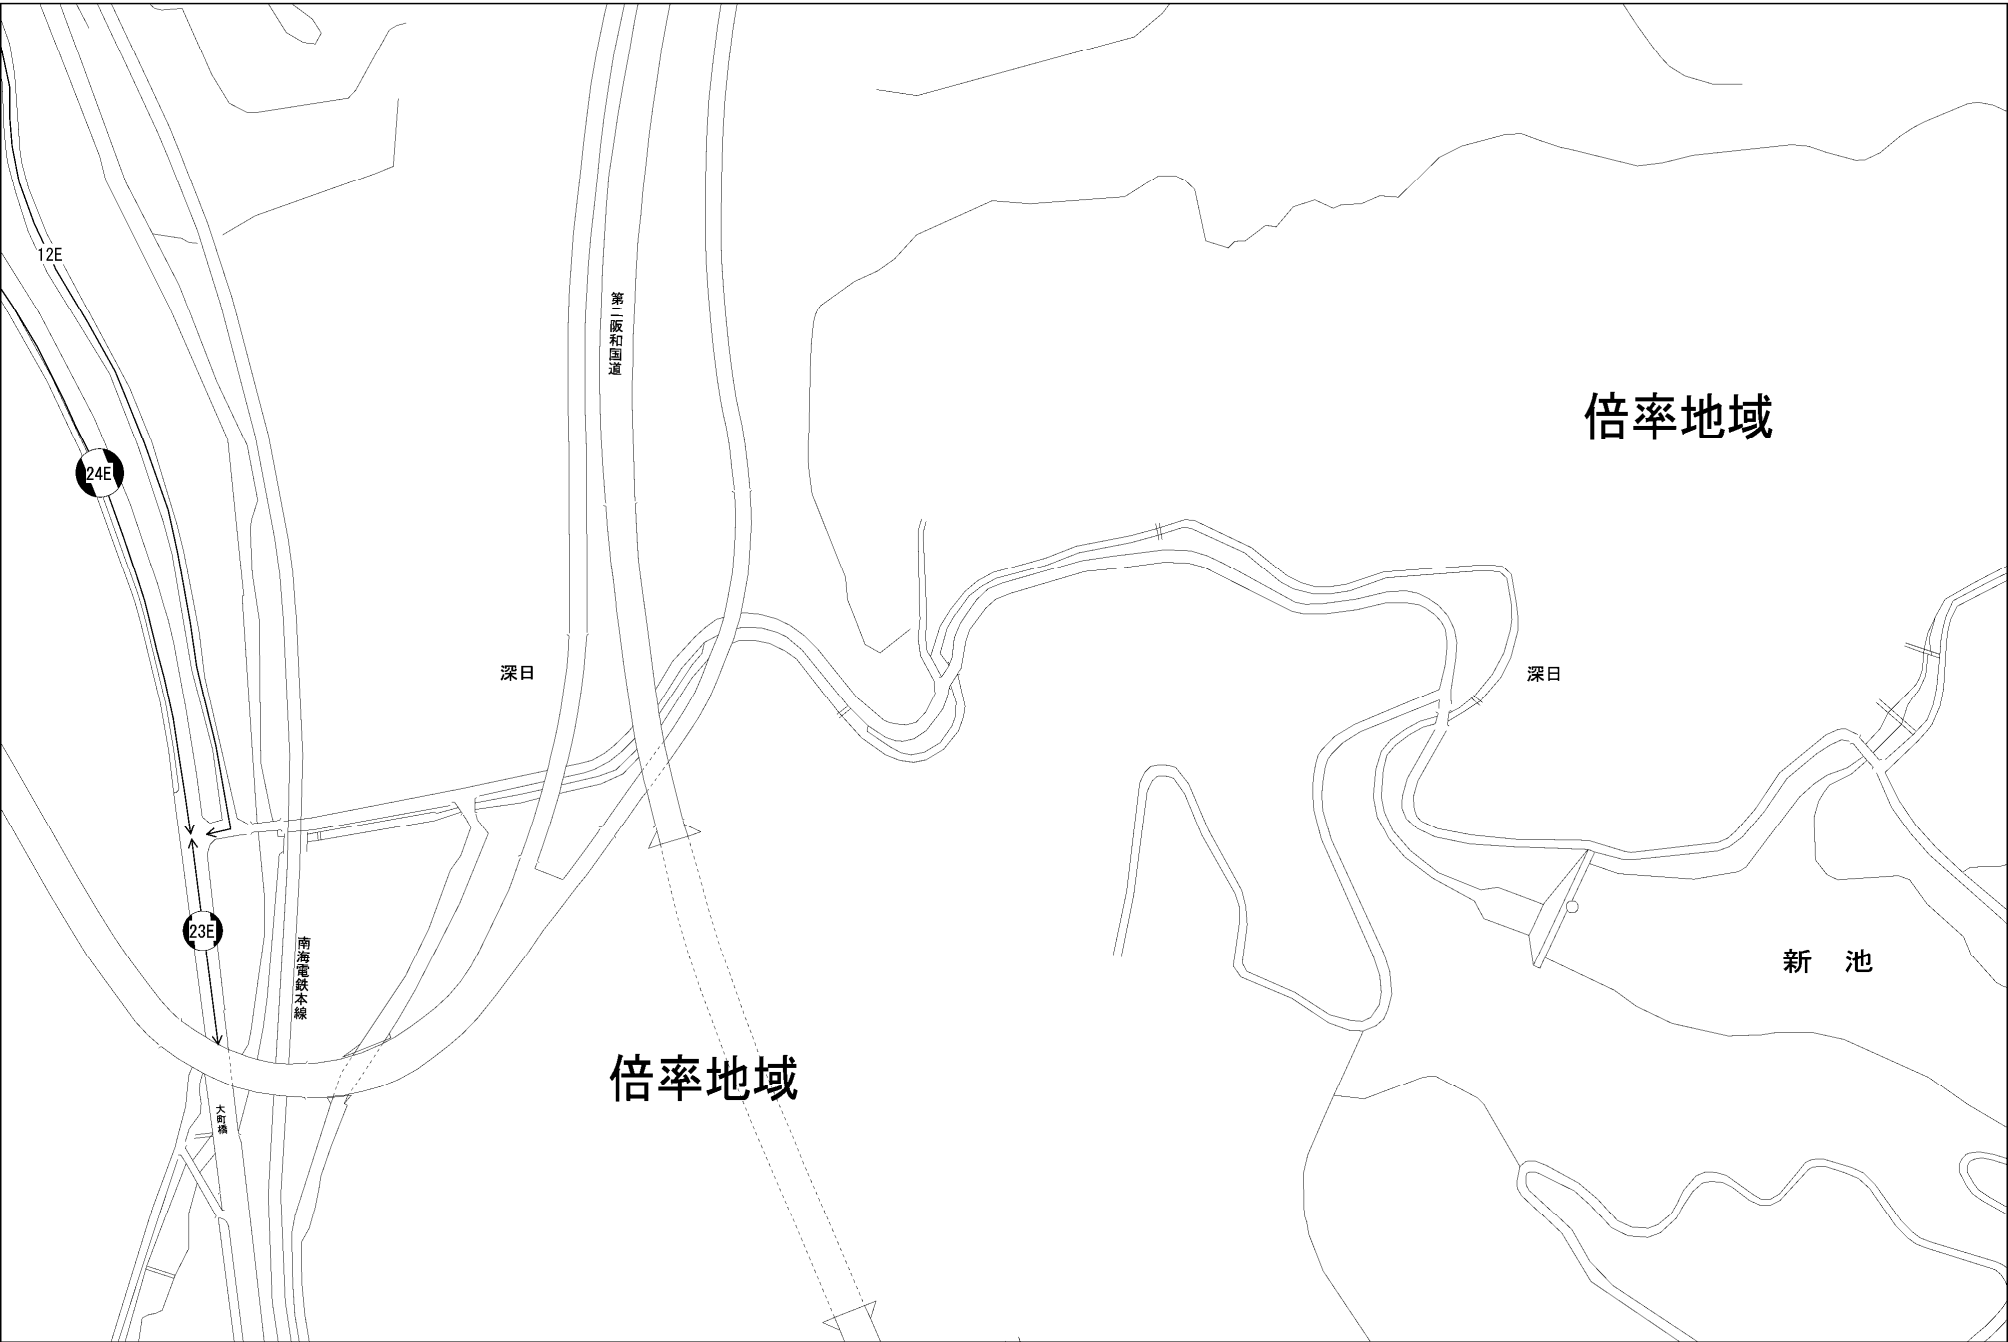 12E
第二阪和国道
倍率地域
24E
深日
深日
23E
南海電鉄本線
新 池
倍率地域
大町橋